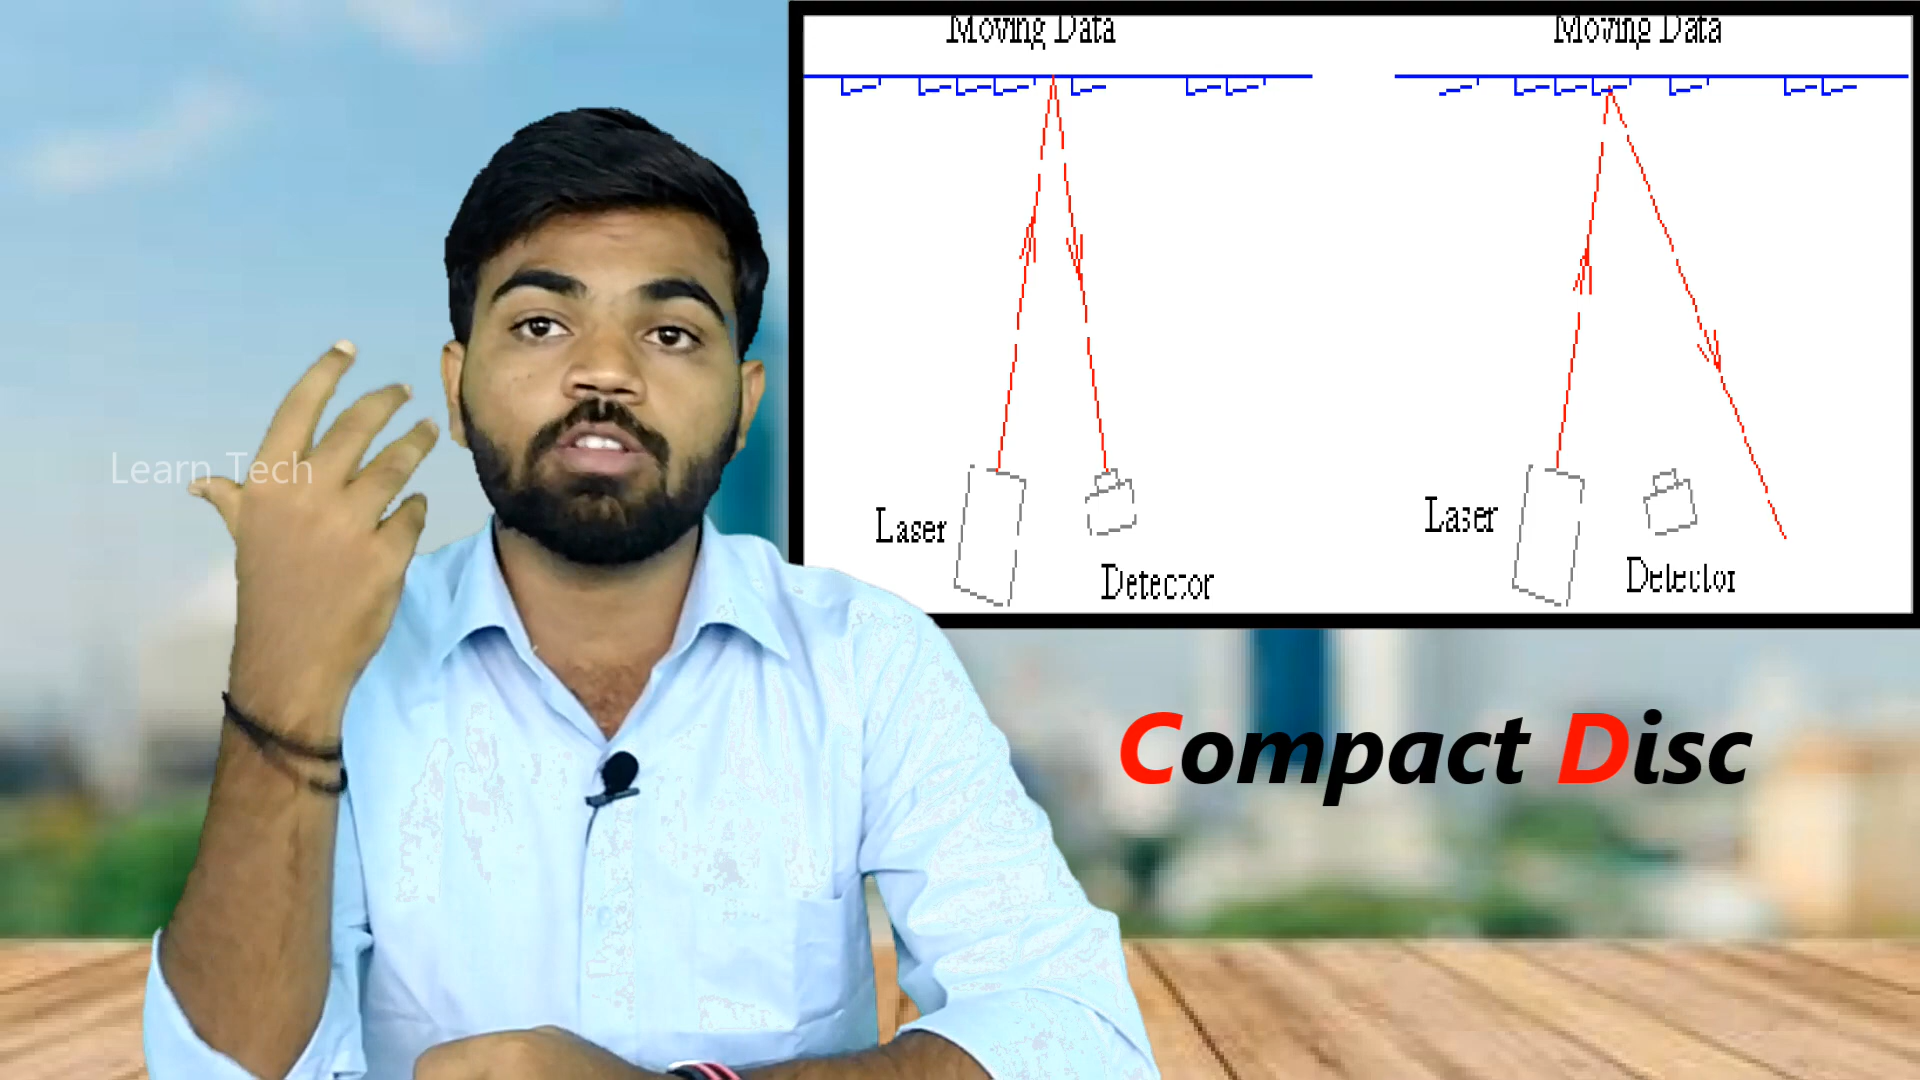 Moving Data
Moving Data
Learn Tech
Laser
Detector
Laser
Detector
Compact Disc